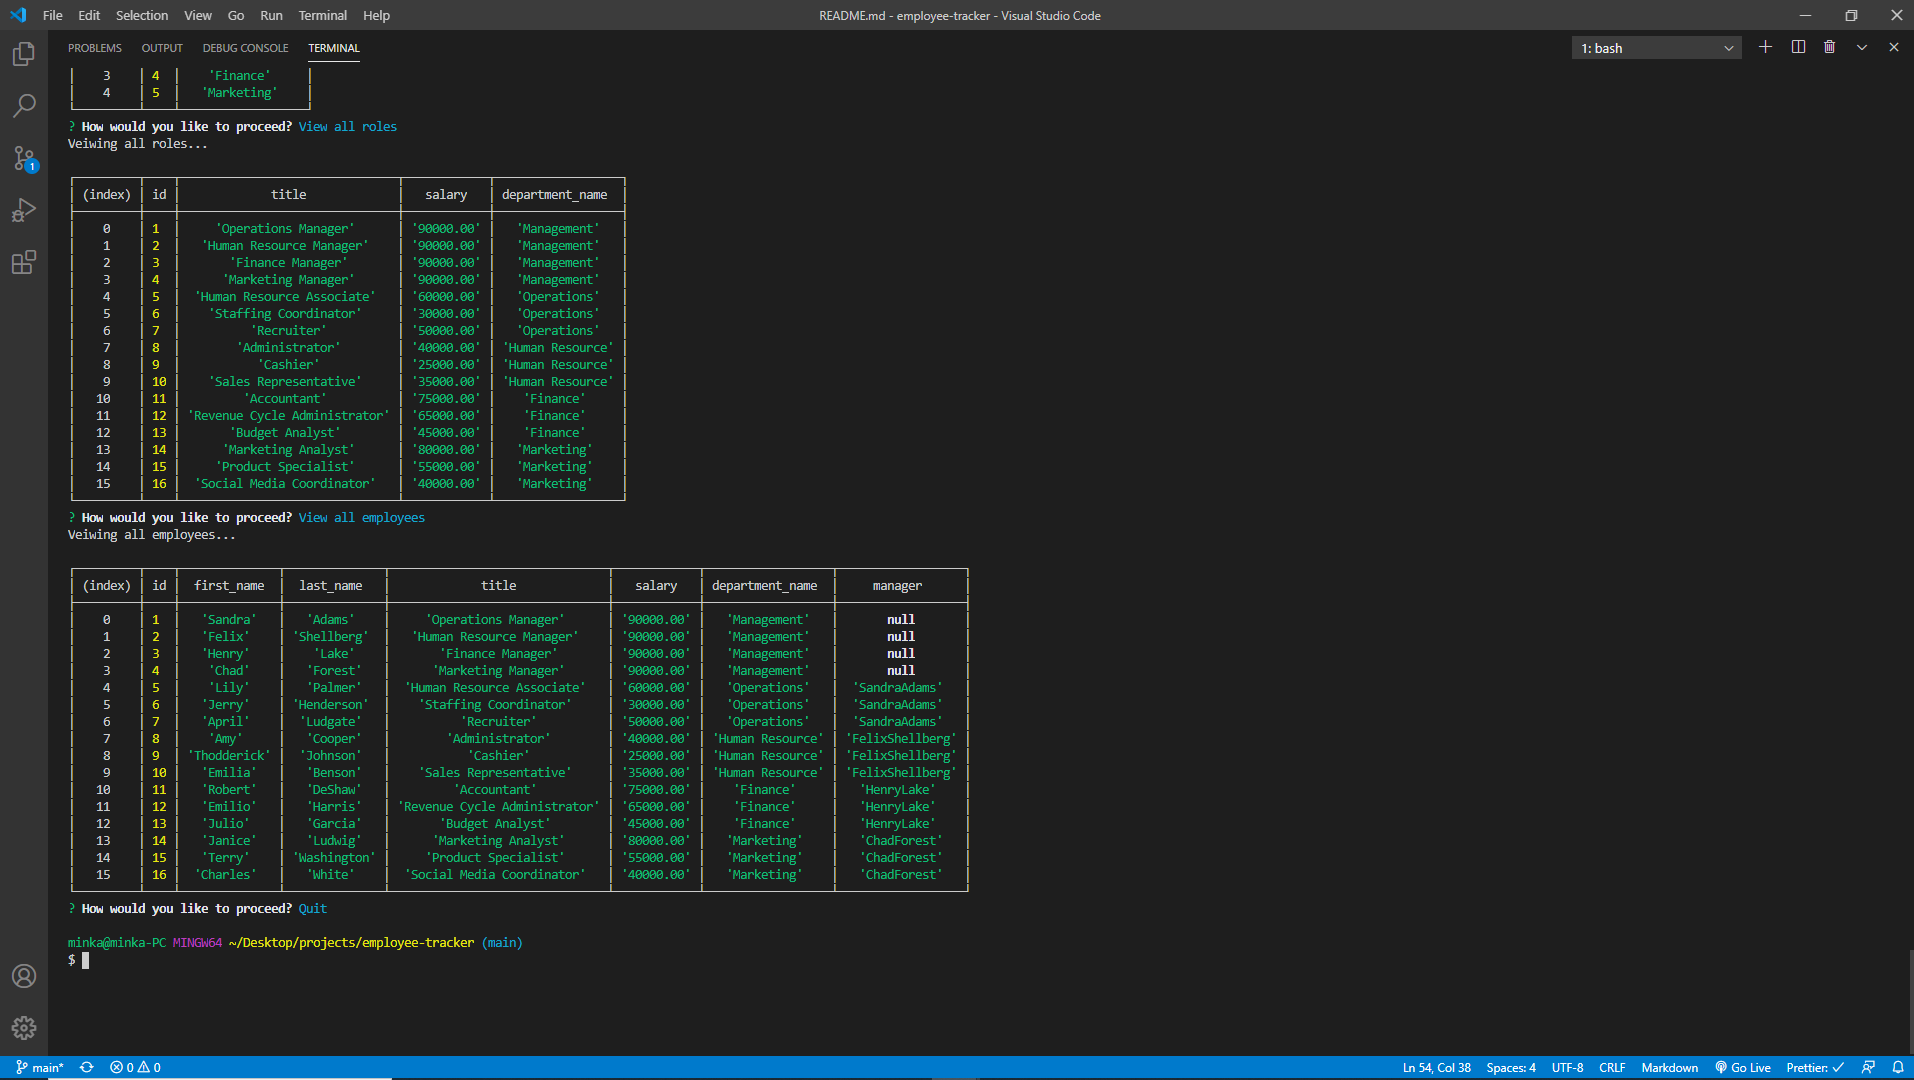 File Edit Selection View Go Run Terminal Help
README.md - employee-tracker - Visual Studio Code
PROBLEMS OUTPUT DEBUG CONSOLE TERMINAL
1: bash
3 4 'Finance'
4 5 'Marketing'
? How would you like to proceed? View all roles
Veiwing all roles...
(index) id title salary department_name
0 1 'Operations Manager' '90000.00' 'Management'
1 2 'Human Resource Manager' '90000.00' 'Management'
2 3 'Finance Manager' '90000.00' 'Management'
3 4 'Marketing Manager' '90000.00' 'Management'
4 5 'Human Resource Associate' '60000.00' 'Operations'
5 6 'Staffing Coordinator' '30000.00' 'Operations'
6 7 'Recruiter' '50000.00' 'Operations'
7 8 'Administrator' '40000.00' 'Human Resource'
8 9 'Cashier' '25000.00' 'Human Resource'
9 10 'Sales Representative' '35000.00' 'Human Resource'
10 11 'Accountant' '75000.00' 'Finance'
11 12 'Revenue Cycle Administrator' '65000.00' 'Finance'
12 13 'Budget Analyst' '45000.00' 'Finance'
13 14 'Marketing Analyst' '80000.00' 'Marketing'
14 15 'Product Specialist' '55000.00' 'Marketing'
15 16 'Social Media Coordinator' '40000.00' 'Marketing'
? How would you like to proceed? View all employees
Veiwing all employees...
(index) id first_name last_name title salary department_name manager
0 1 'Sandra' 'Adams' 'Operations Manager' '90000.00' 'Management' null
1 2 'Felix' 'Shellberg' 'Human Resource Manager' '90000.00' 'Management' null
2 3 'Henry' 'Lake' 'Finance Manager' '90000.00' 'Management' null
3 4 'Chad' 'Forest' 'Marketing Manager' '90000.00' 'Management' null
4 5 'Lily' 'Palmer' 'Human Resource Associate' '60000.00' 'Operations' 'SandraAdams'
5 6 'Jerry' 'Henderson' 'Staffing Coordinator' '30000.00' 'Operations' 'SandraAdams'
6 7 'April' 'Ludgate' 'Recruiter' '50000.00' 'Operations' 'SandraAdams'
7 8 'Amy' 'Cooper' 'Administrator' '40000.00' 'Human Resource' 'FelixShellberg'
8 9 'Thodderick' 'Johnson' 'Cashier' '25000.00' 'Human Resource' 'FelixShellberg'
9 10 'Emilia' 'Benson' 'Sales Representative' '35000.00' 'Human Resource' 'FelixShellberg'
10 11 'Robert' 'DeShaw' 'Accountant' '75000.00' 'Finance' 'HenryLake'
11 12 'Emilio' 'Harris' 'Revenue Cycle Administrator' '65000.00' 'Finance' 'HenryLake'
12 13 'Julio' 'Garcia' 'Budget Analyst' '45000.00' 'Finance' 'HenryLake'
13 14 'Janice' 'Ludwig' 'Marketing Analyst' '80000.00' 'Marketing' 'ChadForest'
14 15 'Terry' 'Washington' 'Product Specialist' '55000.00' 'Marketing' 'ChadForest'
15 16 'Charles' 'White' 'Social Media Coordinator' '40000.00' 'Marketing' 'ChadForest'
? How would you like to proceed? Quit
minka@minka-PC MINGW64 ~/Desktop/projects/employee-tracker (main)
$
1
main* 0 0 Ln 54, Col 38 Spaces: 4 UTF-8 CRLF Markdown Go Live Prettier: ✓